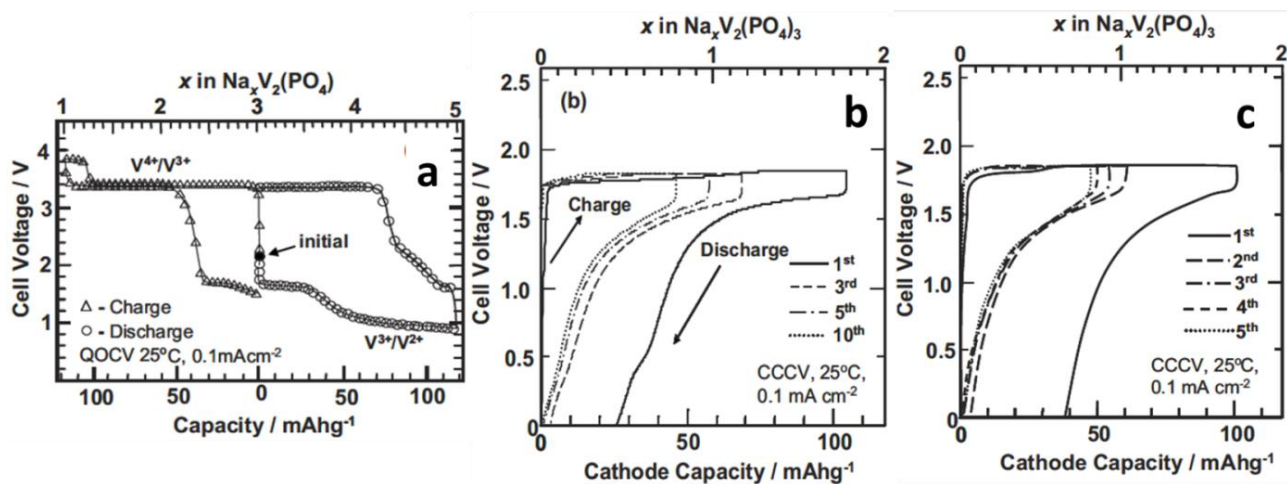 x in NaxV2(PO4)
1 2 3 4 5
Cell Voltage / V
4
3
2
1
V4+/V3+
a
initial
△ - Charge
○ - Discharge
QOCV 25ºC, 0.1mAcm-2
V3+/V2+
100 50 0 50 100
Capacity / mAhg-1
x in NaxV2(PO4)3
0 1 2
Cell Voltage / V
2.5
2.0
1.5
1.0
0.5
0
(b)
b
Charge
Discharge
1st
3rd
5th
10th
CCCV, 25ºC,
0.1 mA cm-2
0 50 100
Cathode Capacity / mAhg-1
x in NaxV2(PO4)3
0 1 2
Cell Voltage / V
2.5
2.0
1.5
1.0
0.5
0
c
1st
2nd
3rd
4th
5th
CCCV, 25ºC,
0.1 mA cm-2
0 50 100
Cathode Capacity / mAhg-1